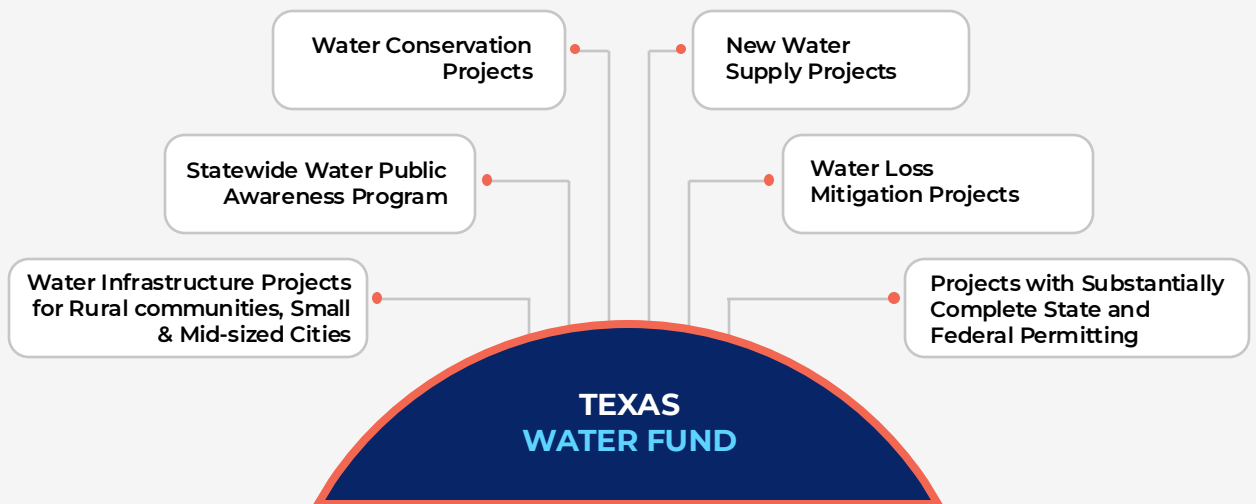 Water Conservation
Projects
New Water
Supply Projects
Statewide Water Public
Awareness Program
Water Loss
Mitigation Projects
Water Infrastructure Projects
for Rural communities, Small
& Mid-sized Cities
Projects with Substantially
Complete State and
Federal Permitting
TEXAS
WATER FUND